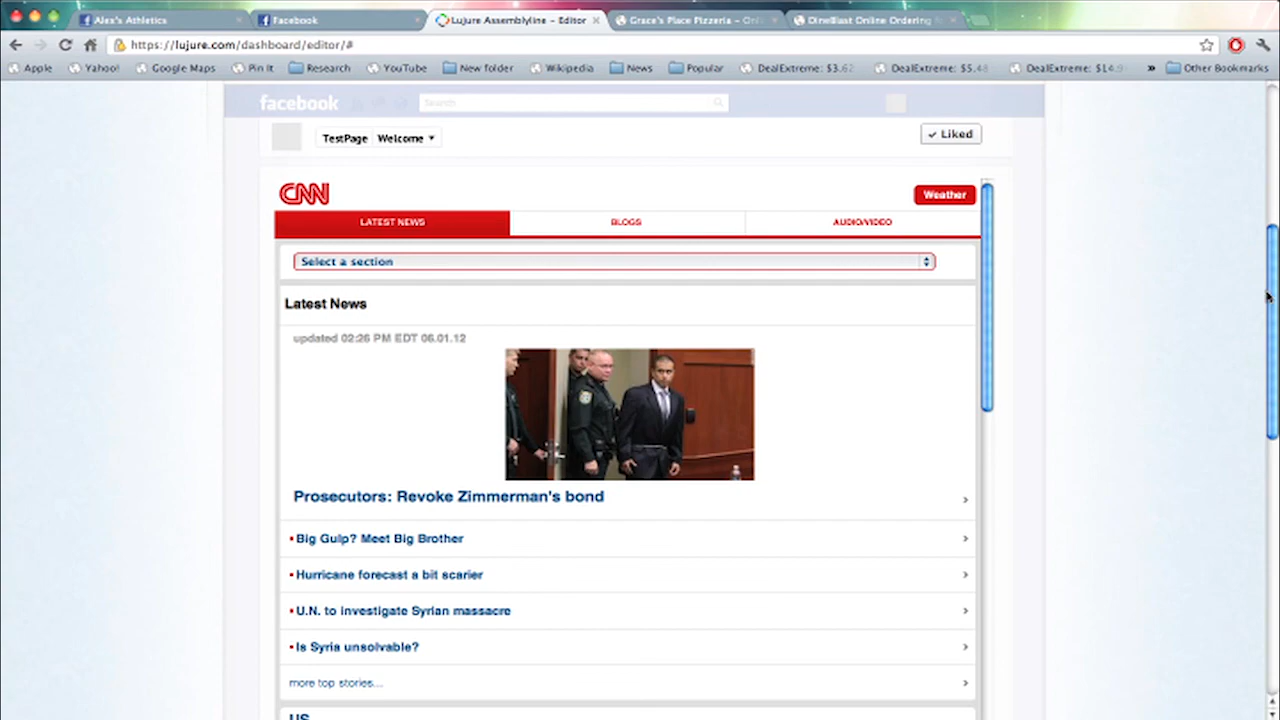 Alex's Athletics
Facebook
Lujure Assemblyline – Editor
Grace's Place Pizzeria – Onli
DineBlast Online Ordering fo
https://lujure.com/dashboard/editor/#
Apple
Yahoo!
Google Maps
Pin It
Research
YouTube
New folder
Wikipedia
News
Popular
DealExtreme: $3.62
DealExtreme: $5.48
DealExtreme: $14.9
»
Other Bookmarks
facebook
Search
TestPage
Welcome
Liked
CNN
Weather
LATEST NEWS
BLOGS
AUDIO/VIDEO
Select a section
Latest News
updated 02:26 PM EDT 06.01.12
Prosecutors: Revoke Zimmerman's bond
Big Gulp? Meet Big Brother
Hurricane forecast a bit scarier
U.N. to investigate Syrian massacre
Is Syria unsolvable?
more top stories...
US